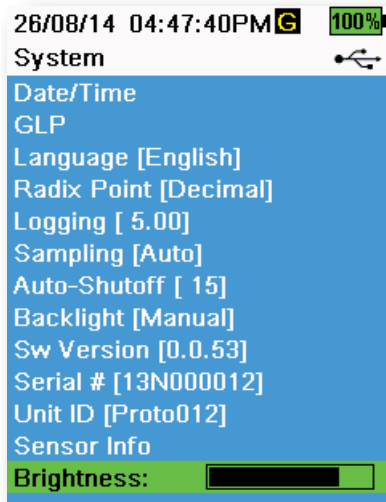 26/08/14 04:47:40PM G 100%
System
Date/Time
GLP
Language [English]
Radix Point [Decimal]
Logging [ 5.00]
Sampling [Auto]
Auto-Shutoff [ 15]
Backlight [Manual]
Sw Version [0.0.53]
Serial # [13N000012]
Unit ID [Proto012]
Sensor Info
Brightness: